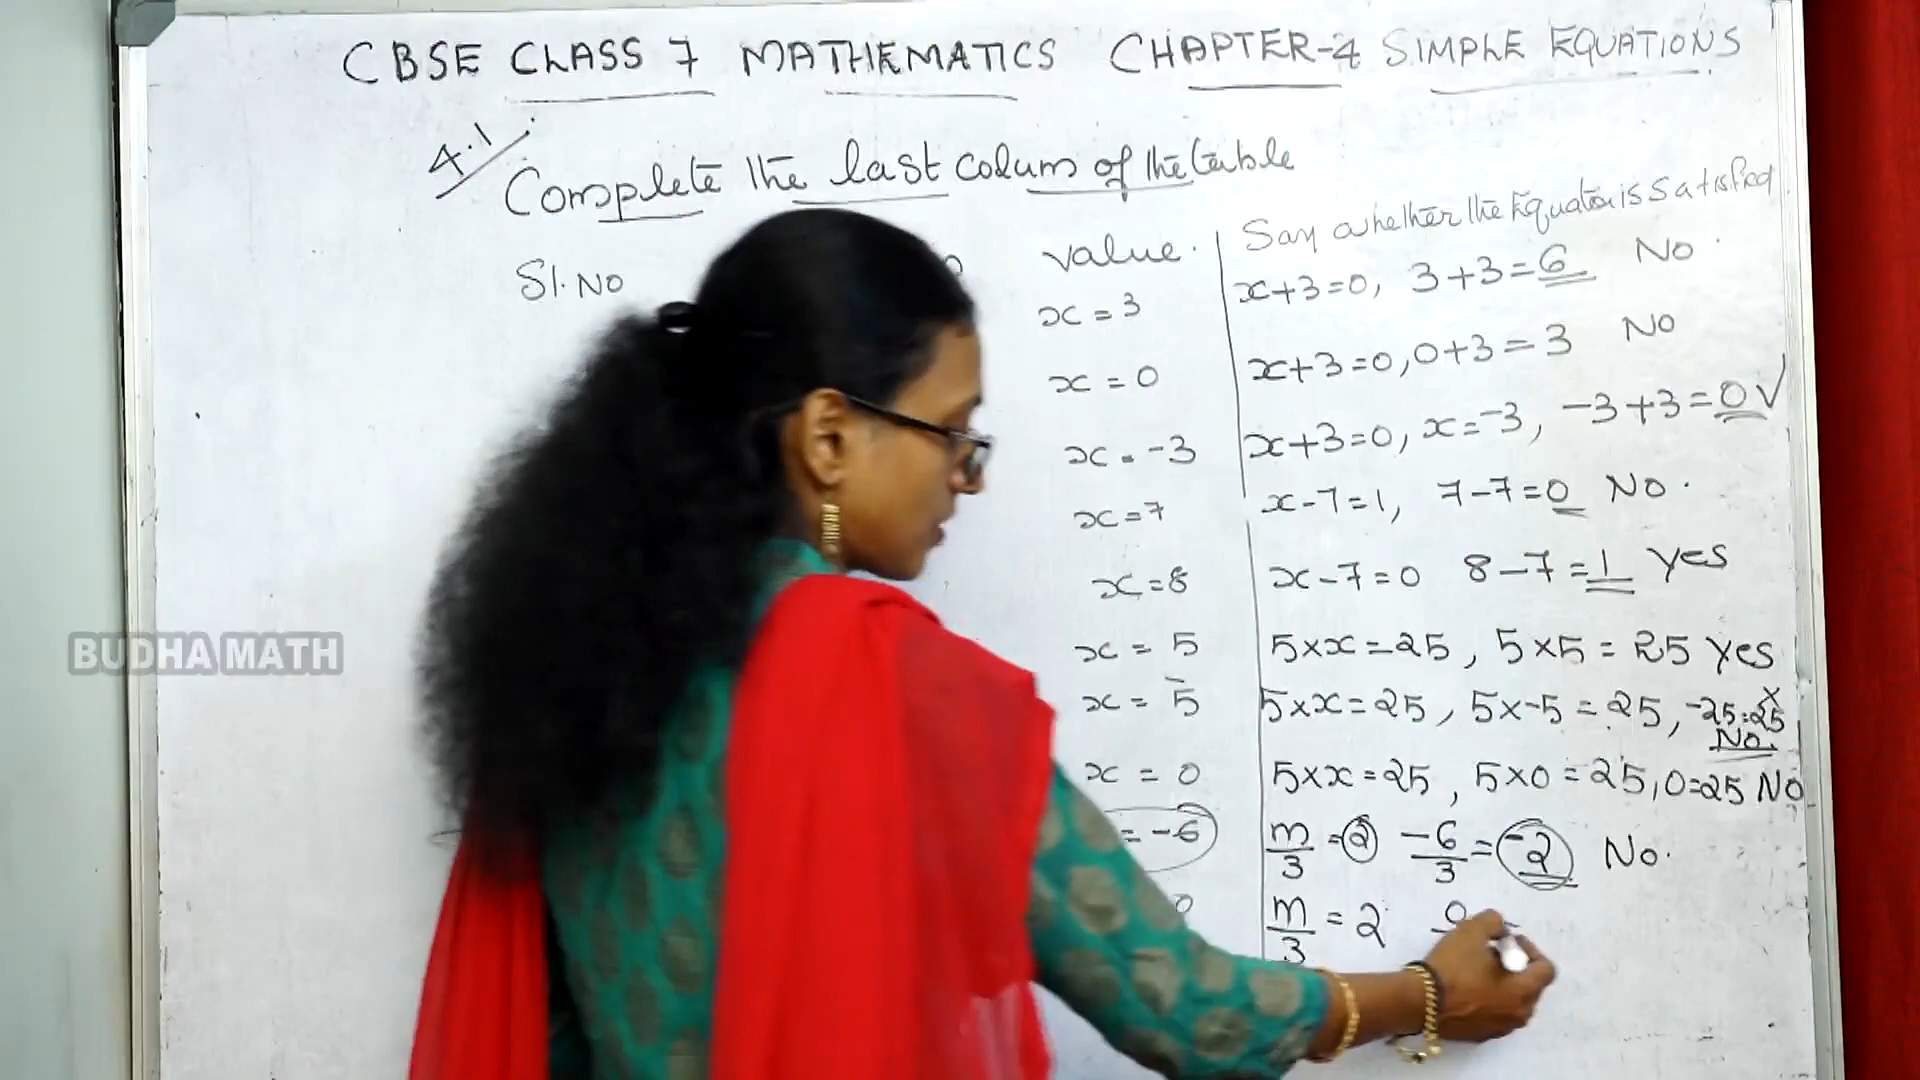 CBSE CLASS 7 MATHEMATICS CHAPTER-4 SIMPLE EQUATIONS
4.1
Complete the last colum of the table
Sl.No value. Say whether the Equation is Satisfied
x = 3 x+3=0, 3+3=6 No
x = 0 x+3=0, 0+3=3 No
x = -3 x+3=0, x=-3, -3+3=0 ✓
x=7 x-7=1, 7-7=0 No.
x=8 x-7=0 8-7=1 Yes
x = 5 5×x=25, 5×5=25 Yes
x = -5 5×x=25, 5×-5=25, -25=25 ×
No.
x = 0 5×x=25, 5×0=25, 0=25 No
= -6 m/3 = 2 -6/3 = -2 No.
0 m/3 = 2 0
BUDHA MATH